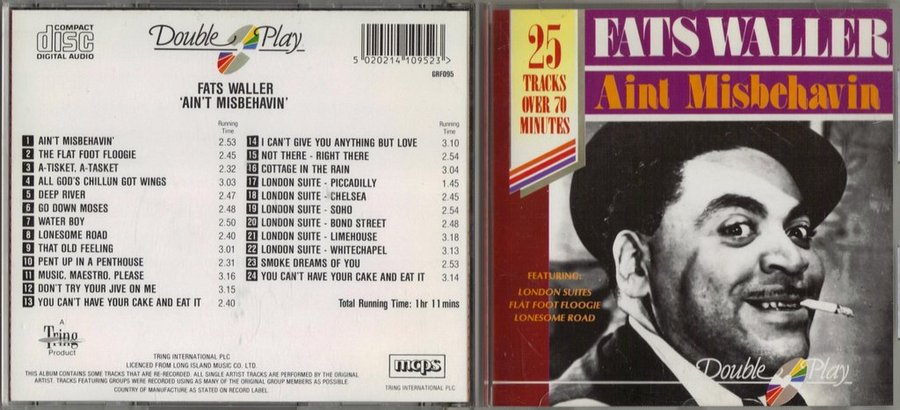 COMPACT
disc
DIGITAL AUDIO
Double Play
5 020214 109523 >
GRF095
FATS WALLER
'AIN'T MISBEHAVIN'
Running
Time
1 AIN'T MISBEHAVIN' 2.53
2 THE FLAT FOOT FLOOGIE 2.45
3 A-TISKET, A-TASKET 2.32
4 ALL GOD'S CHILLUN GOT WINGS 3.03
5 DEEP RIVER 2.47
6 GO DOWN MOSES 2.48
7 WATER BOY 2.50
8 LONESOME ROAD 2.40
9 THAT OLD FEELING 3.01
10 PENT UP IN A PENTHOUSE 2.31
11 MUSIC, MAESTRO, PLEASE 3.16
12 DON'T TRY YOUR JIVE ON ME 3.15
13 YOU CAN'T HAVE YOUR CAKE AND EAT IT 2.40
Running
Time
14 I CAN'T GIVE YOU ANYTHING BUT LOVE 3.10
15 NOT THERE - RIGHT THERE 2.54
16 COTTAGE IN THE RAIN 3.04
17 LONDON SUITE - PICCADILLY 1.45
18 LONDON SUITE - CHELSEA 2.45
19 LONDON SUITE - SOHO 2.54
20 LONDON SUITE - BOND STREET 2.48
21 LONDON SUITE - LIMEHOUSE 3.18
22 LONDON SUITE - WHITECHAPEL 3.13
23 SMOKE DREAMS OF YOU 2.53
24 YOU CAN'T HAVE YOUR CAKE AND EAT IT 3.14
Total Running Time: 1hr 11mins
A
Tring
Product
TRING INTERNATIONAL PLC
LICENCED FROM LONG ISLAND MUSIC CO. LTD.
THIS ALBUM CONTAINS SOME TRACKS THAT ARE RE-RECORDED. ALL SINGLE ARTIST TRACKS ARE PERFORMED BY THE ORIGINAL
ARTIST. TRACKS FEATURING GROUPS WERE RECORDED USING AS MANY OF THE ORIGINAL GROUP MEMBERS AS POSSIBLE.
COUNTRY OF MANUFACTURE AS STATED ON RECORD LABEL.
mcps
TRING INTERNATIONAL PLC
25
TRACKS
OVER 70
MINUTES
FATS WALLER
Aint Misbehavin
FEATURING:
LONDON SUITES
FLAT FOOT FLOOGIE
LONESOME ROAD
Double Play